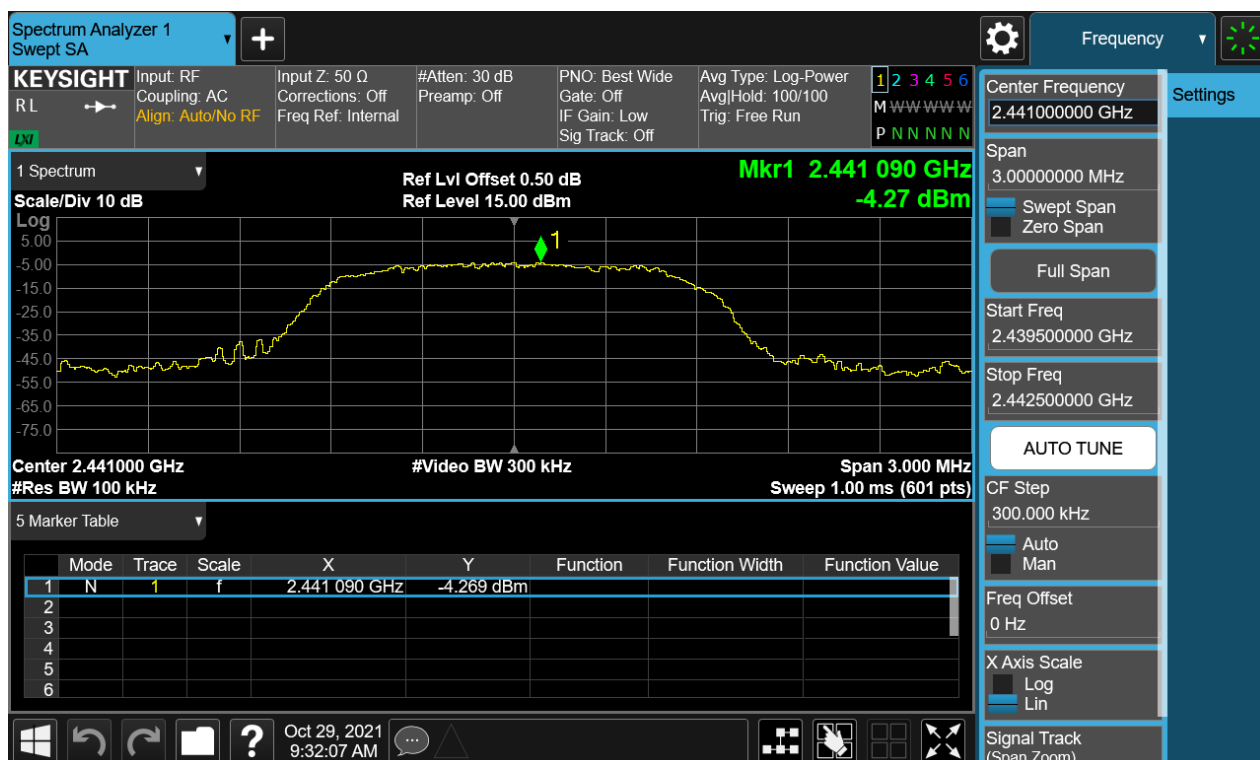 Spectrum Analyzer 1
Swept SA
+
Frequency
KEYSIGHT
RL
LXI
Input: RF
Coupling: AC
Align: Auto/No RF
Input Z: 50 Ω
Corrections: Off
Freq Ref: Internal
#Atten: 30 dB
Preamp: Off
PNO: Best Wide
Gate: Off
IF Gain: Low
Sig Track: Off
Avg Type: Log-Power
Avg|Hold: 100/100
Trig: Free Run
1 2 3 4 5 6
M W W W W W
P N N N N N
1 Spectrum
Scale/Div 10 dB
Ref Lvl Offset 0.50 dB
Ref Level 15.00 dBm
Mkr1 2.441 090 GHz
-4.27 dBm
Log
5.00
-5.00
-15.0
-25.0
-35.0
-45.0
-55.0
-65.0
-75.0
1
Center 2.441000 GHz
#Video BW 300 kHz
Span 3.000 MHz
#Res BW 100 kHz
Sweep 1.00 ms (601 pts)
5 Marker Table
Mode Trace Scale X Y Function Function Width Function Value
1 N 1 f 2.441 090 GHz -4.269 dBm
2
3
4
5
6
?
Oct 29, 2021
9:32:07 AM
Center Frequency
2.441000000 GHz
Settings
Span
3.00000000 MHz
Swept Span
Zero Span
Full Span
Start Freq
2.439500000 GHz
Stop Freq
2.442500000 GHz
AUTO TUNE
CF Step
300.000 kHz
Auto
Man
Freq Offset
0 Hz
X Axis Scale
Log
Lin
Signal Track
(Span Zoom)